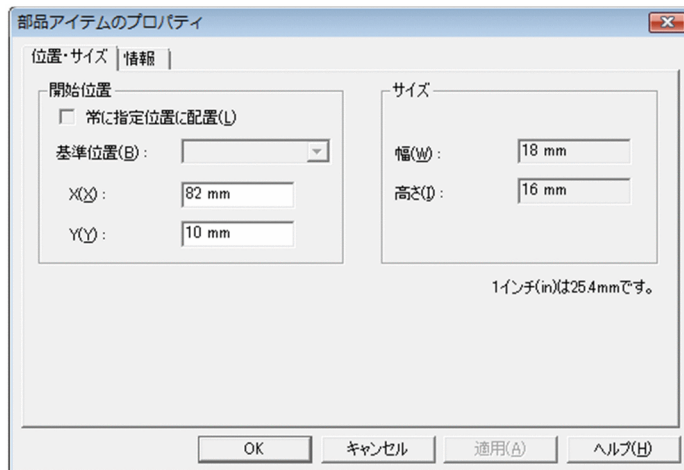 部品アイテムのプロパティ
位置・サイズ 情報
開始位置
常に指定位置に配置(L)
基準位置(B):
X(X): 82 mm
Y(Y): 10 mm
サイズ
幅(W): 18 mm
高さ(I): 16 mm
1インチ(in)は25.4mmです。
OK キャンセル 適用(A) ヘルプ(H)